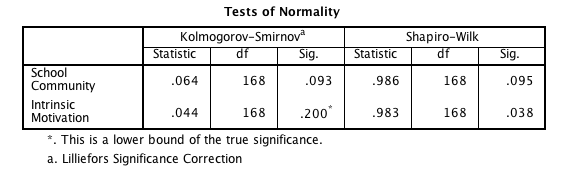 Tests of Normality
Kolmogorov-Smirnovᵃ Shapiro-Wilk
Statistic df Sig. Statistic df Sig.
School Community .064 168 .093 .986 168 .095
Intrinsic Motivation .044 168 .200* .983 168 .038
*. This is a lower bound of the true significance.
a. Lilliefors Significance Correction